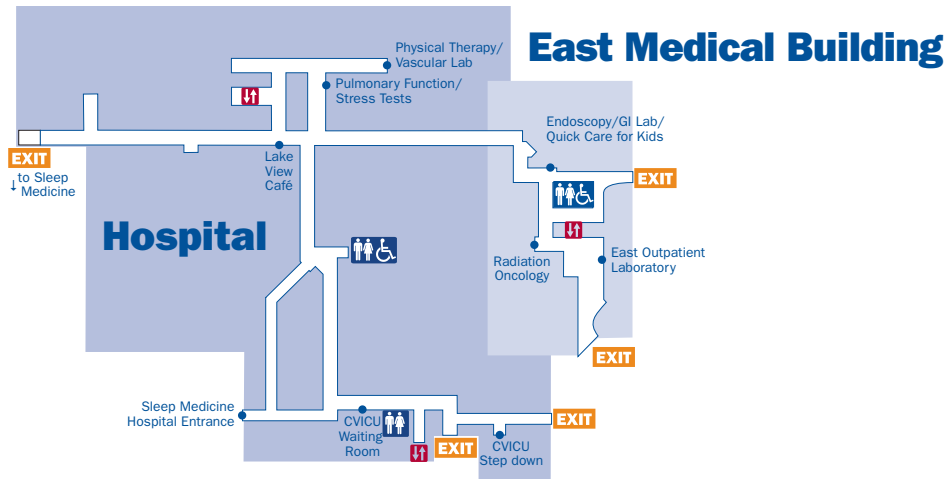 East Medical Building
Physical Therapy/
Vascular Lab
Pulmonary Function/
Stress Tests
Endoscopy/GI Lab/
Quick Care for Kids
EXIT
to Sleep
Medicine
Lake
View
Café
EXIT
Hospital
Radiation
Oncology
East Outpatient
Laboratory
EXIT
Sleep Medicine
Hospital Entrance
CVICU
Waiting
Room
EXIT
EXIT
CVICU
Step down